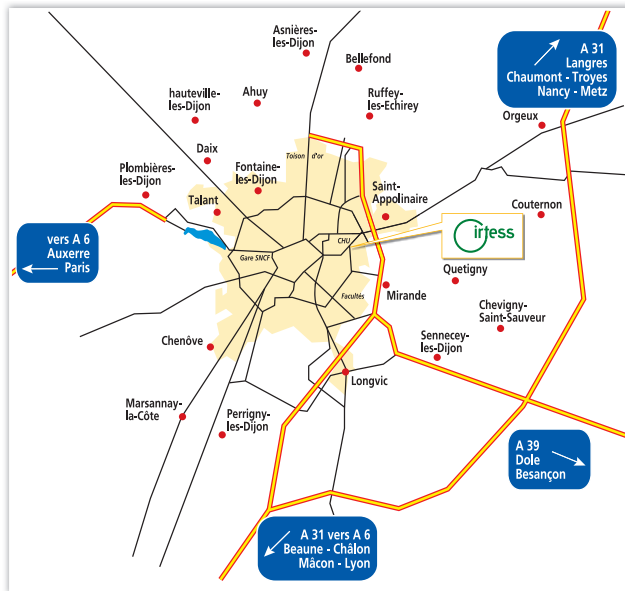 Asnières-
les-Dijon
Bellefond
A 31
Langres
Chaumont - Troyes
Nancy - Metz
hauteville-
les-Dijon
Ahuy
Ruffey
les-Echirey
Orgeux
Daix
Toison d'or
Plombières-
les-Dijon
Fontaine-
les-Dijon
Talant
Saint-
Appolinaire
Couternon
vers A 6
Auxerre
Paris
Gare SNCF
CHU
irtess
Quetigny
Facultés
Mirande
Chevigny-
Saint-Sauveur
Chenôve
Sennecey-
les-Dijon
Longvic
Marsannay-
la-Côte
Perrigny-
les-Dijon
A 39
Dole
Besançon
A 31 vers A 6
Beaune - Châlon
Mâcon - Lyon